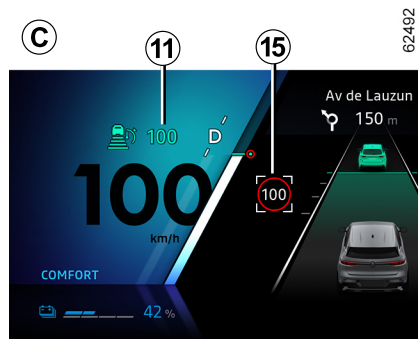 C
11
15
62492
100
D
Av de Lauzun
150 m
100
100
km/h
COMFORT
42 %